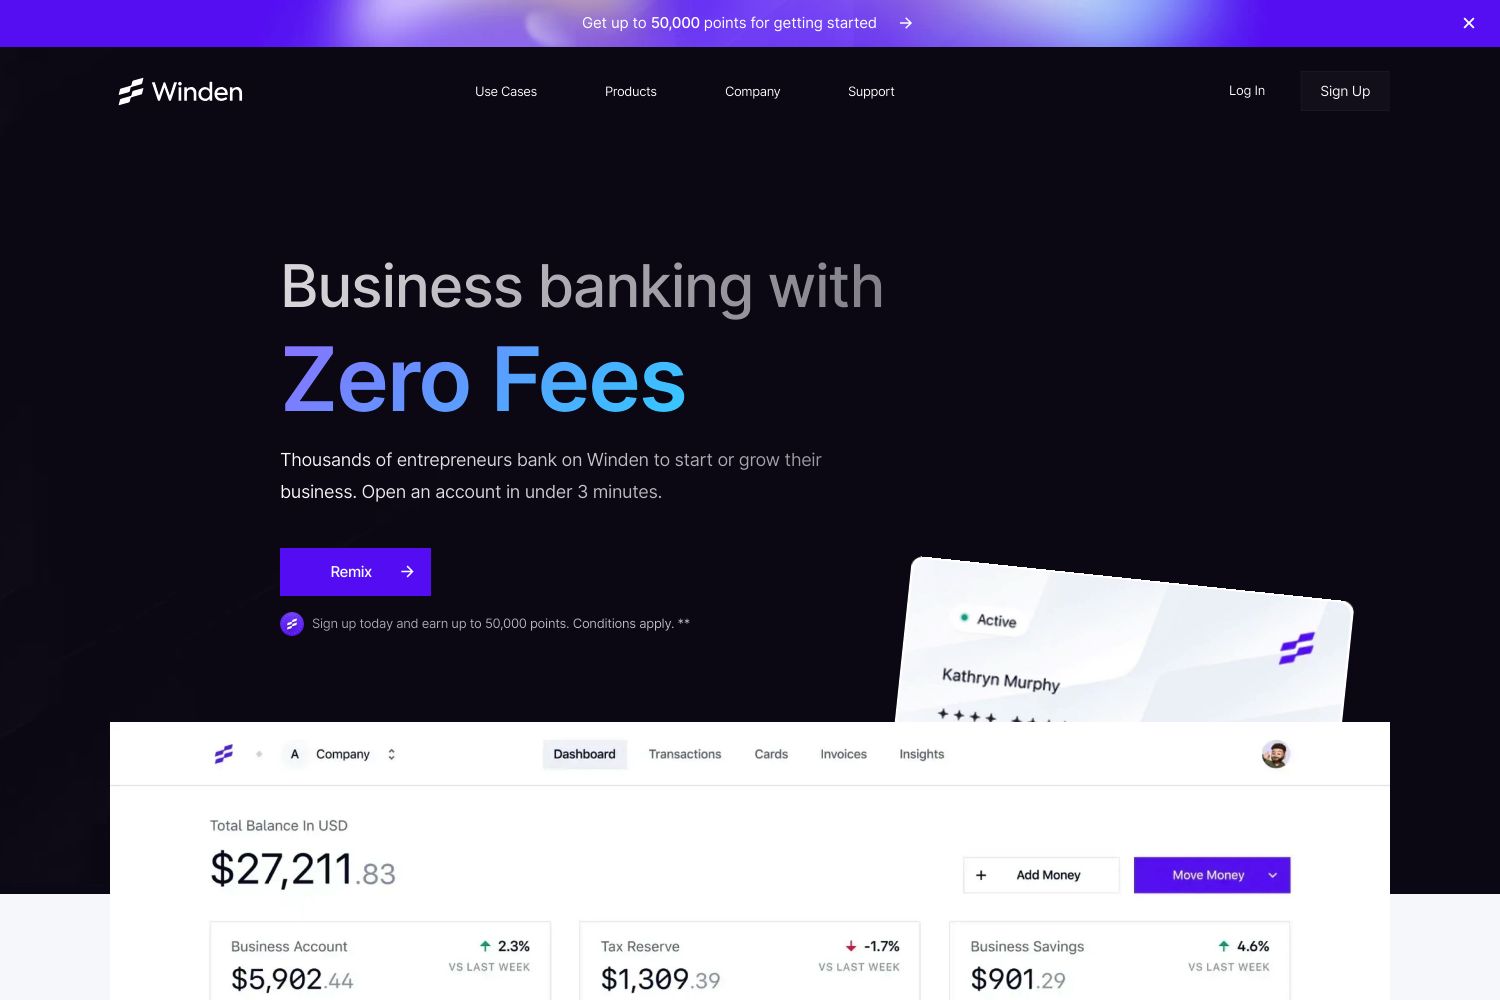 Get up to 50,000 points for getting started
Winden
Use Cases
Products
Company
Support
Log In
Sign Up
Business banking with
Zero Fees
Thousands of entrepreneurs bank on Winden to start or grow their
business. Open an account in under 3 minutes.
Remix
Sign up today and earn up to 50,000 points. Conditions apply. **
Active
Kathryn Murphy
A Company
Dashboard
Transactions
Cards
Invoices
Insights
Total Balance In USD
$27,211.83
Add Money
Move Money
Business Account
2.3%
VS LAST WEEK
$5,902.44
Tax Reserve
-1.7%
VS LAST WEEK
$1,309.39
Business Savings
4.6%
VS LAST WEEK
$901.29